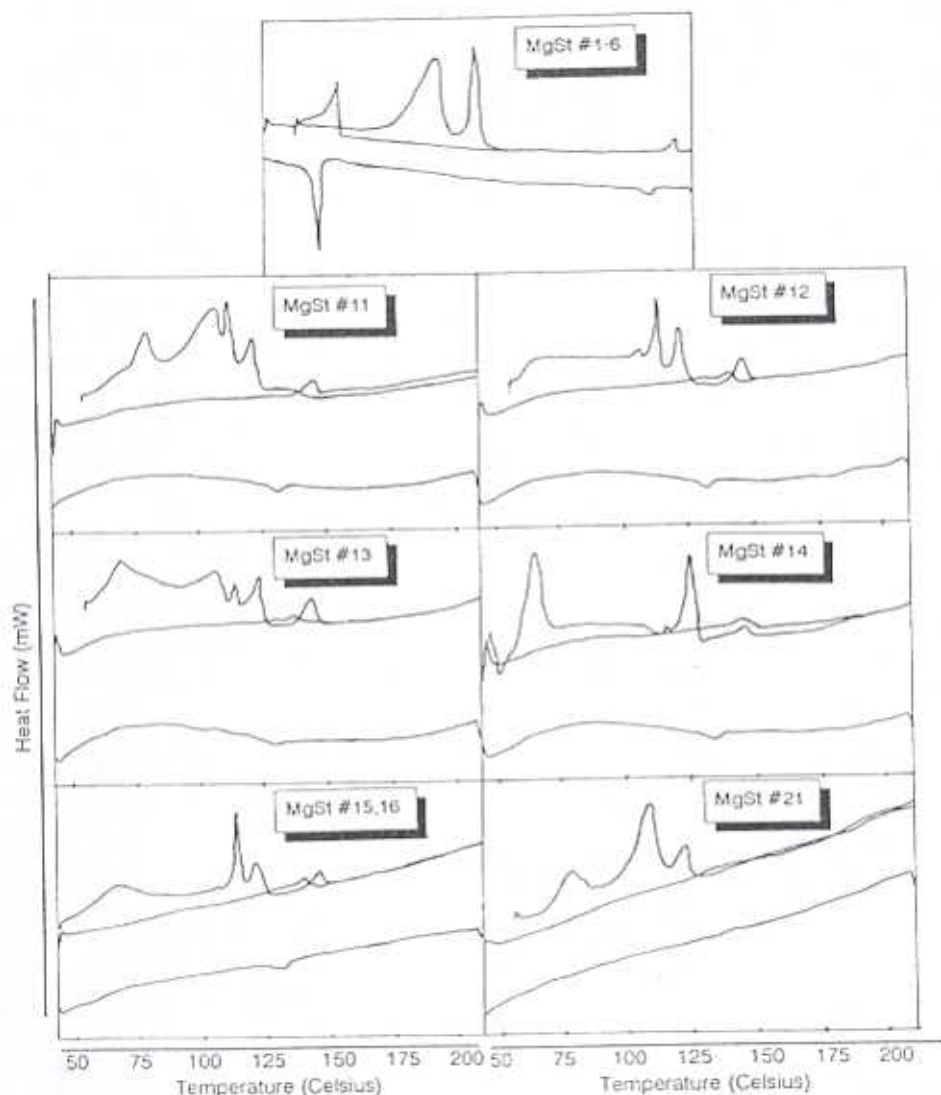 MgSt #1-6
MgSt #11
MgSt #12
MgSt #13
MgSt #14
MgSt #15,16
MgSt #21
Heat Flow (mW)
50 75 100 125 150 175 200
50 75 100 125 150 175 200
Temperature (Celsius)
Temperature (Celsius)